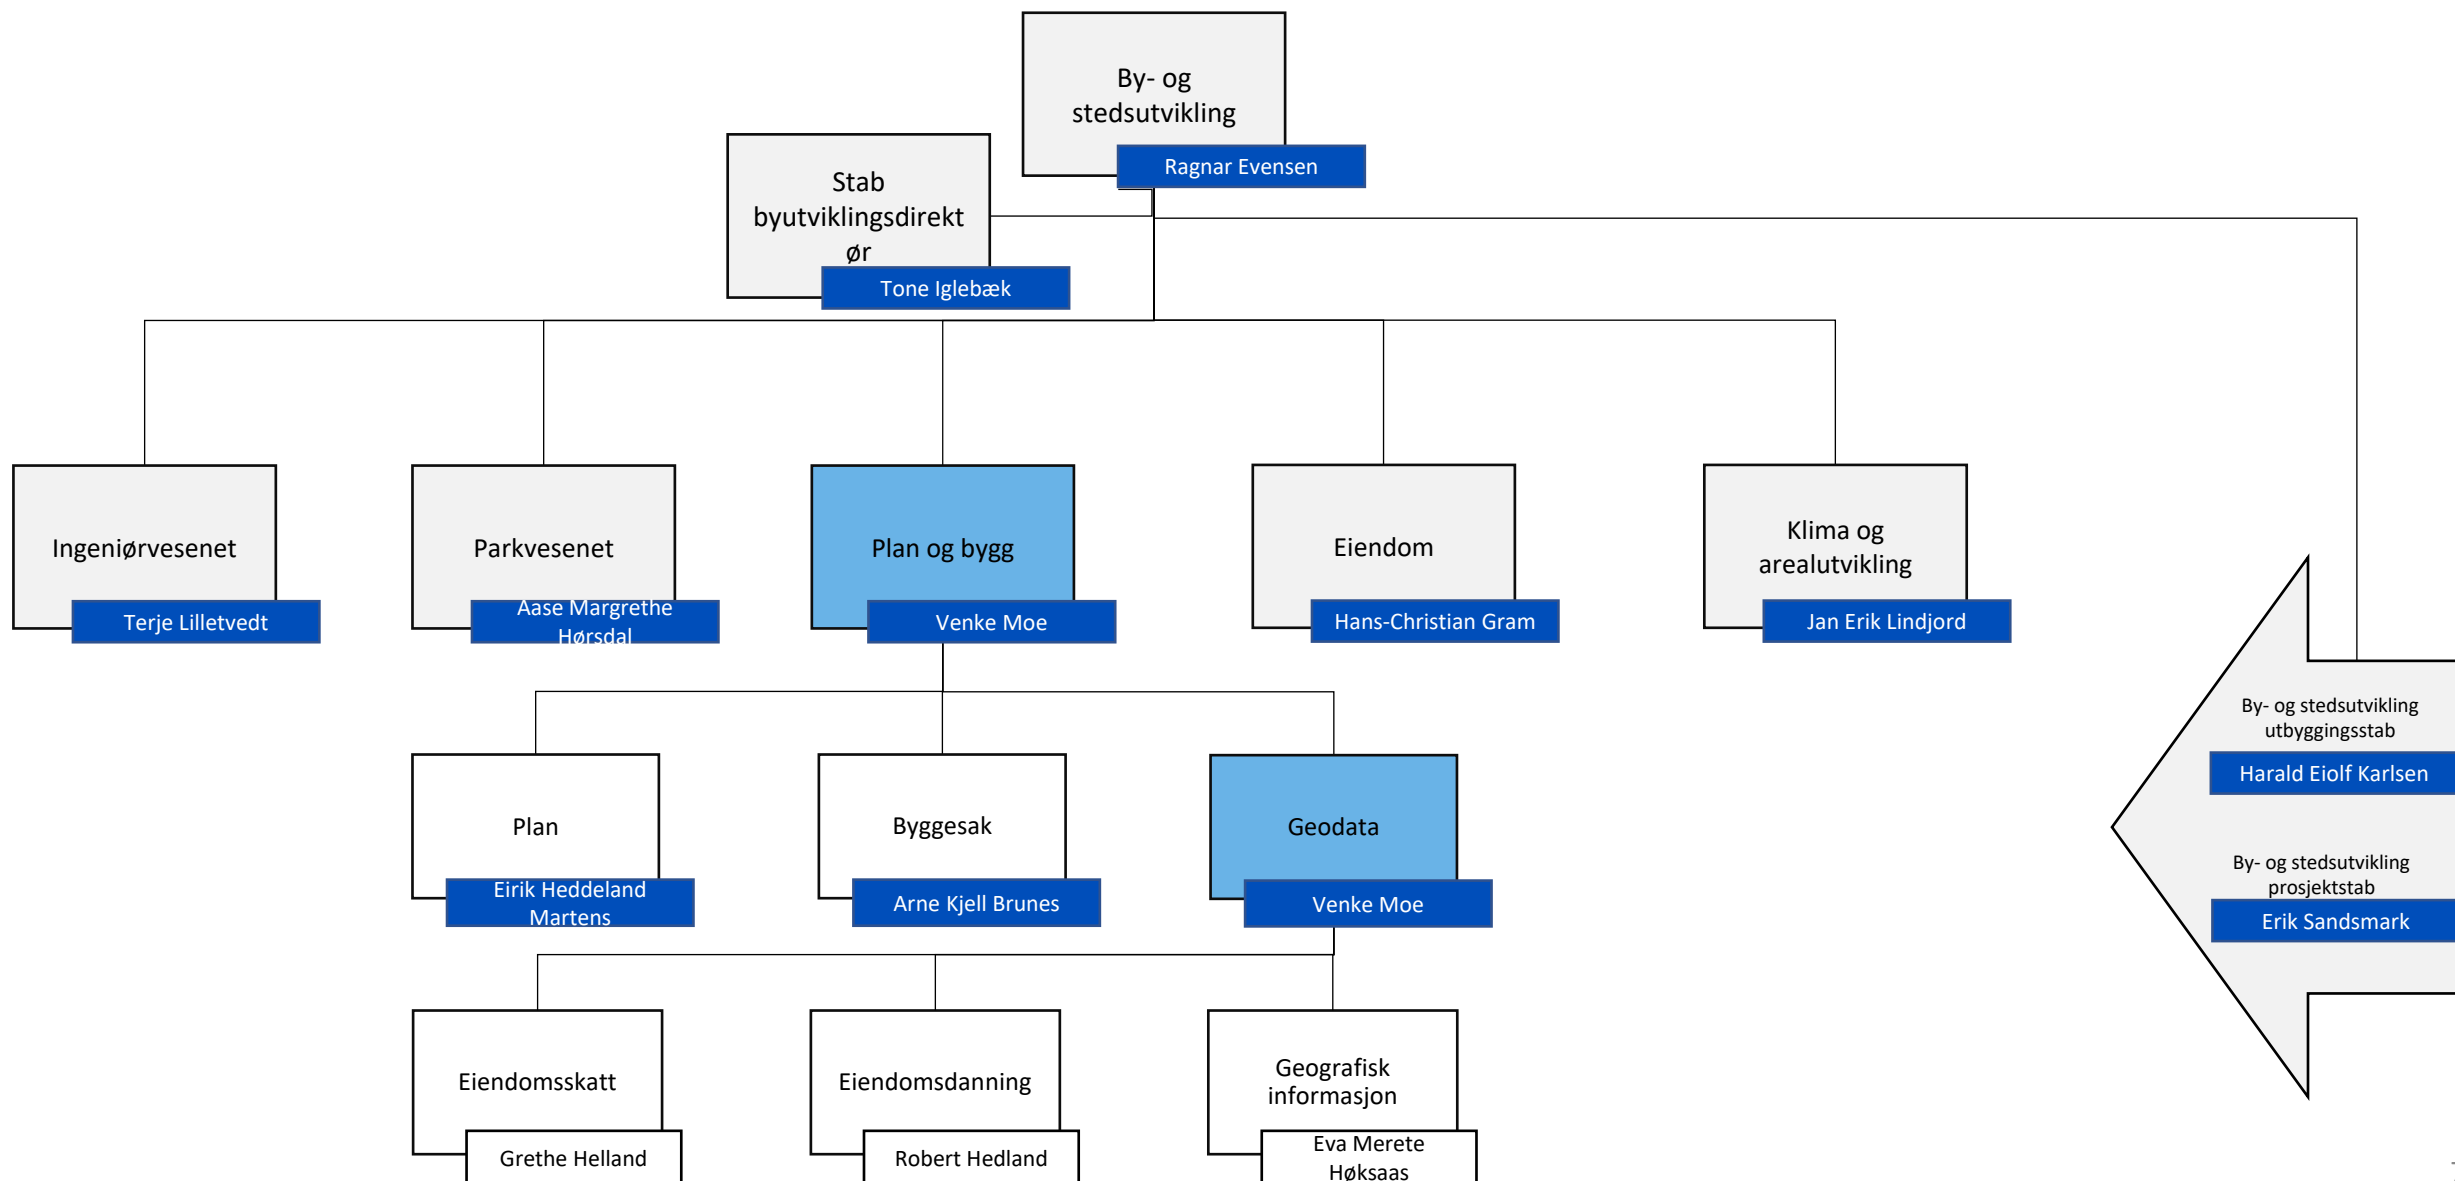 By- og
stedsutvikling
Ragnar Evensen
Stab
byutviklingsdirekt
ør
Tone Iglebæk
Ingeniørvesenet
Terje Lilletvedt
Parkvesenet
Aase Margrethe
Hørsdal
Plan og bygg
Venke Moe
Eiendom
Hans-Christian Gram
Klima og
arealutvikling
Jan Erik Lindjord
By- og stedsutvikling
utbyggingsstab
Harald Eiolf Karlsen
By- og stedsutvikling
prosjektstab
Erik Sandsmark
Plan
Eirik Heddeland
Martens
Byggesak
Arne Kjell Brunes
Geodata
Venke Moe
Eiendomsskatt
Grethe Helland
Eiendomsdanning
Robert Hedland
Geografisk
informasjon
Eva Merete
Høksaas